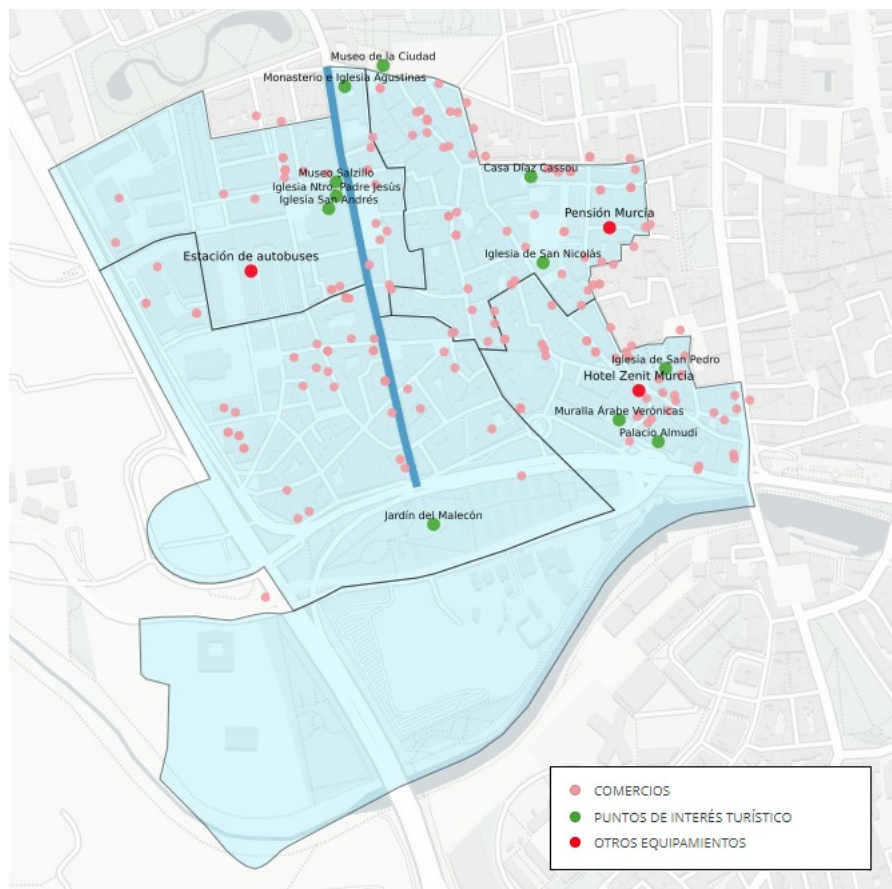 Museo de la Ciudad
Monasterio e Iglesia Agustinas
Casa Díaz Cassou
Museo Salzillo
Iglesia Ntro. Padre Jesús
Iglesia San Andrés
Pensión Murcia
Estación de autobuses
Iglesia de San Nicolás
Iglesia de San Pedro
Hotel Zenit Murcia
Muralla Árabe Verónicas
Palacio Almudí
Jardín del Malecón
COMERCIOS
PUNTOS DE INTERÉS TURÍSTICO
OTROS EQUIPAMIENTOS